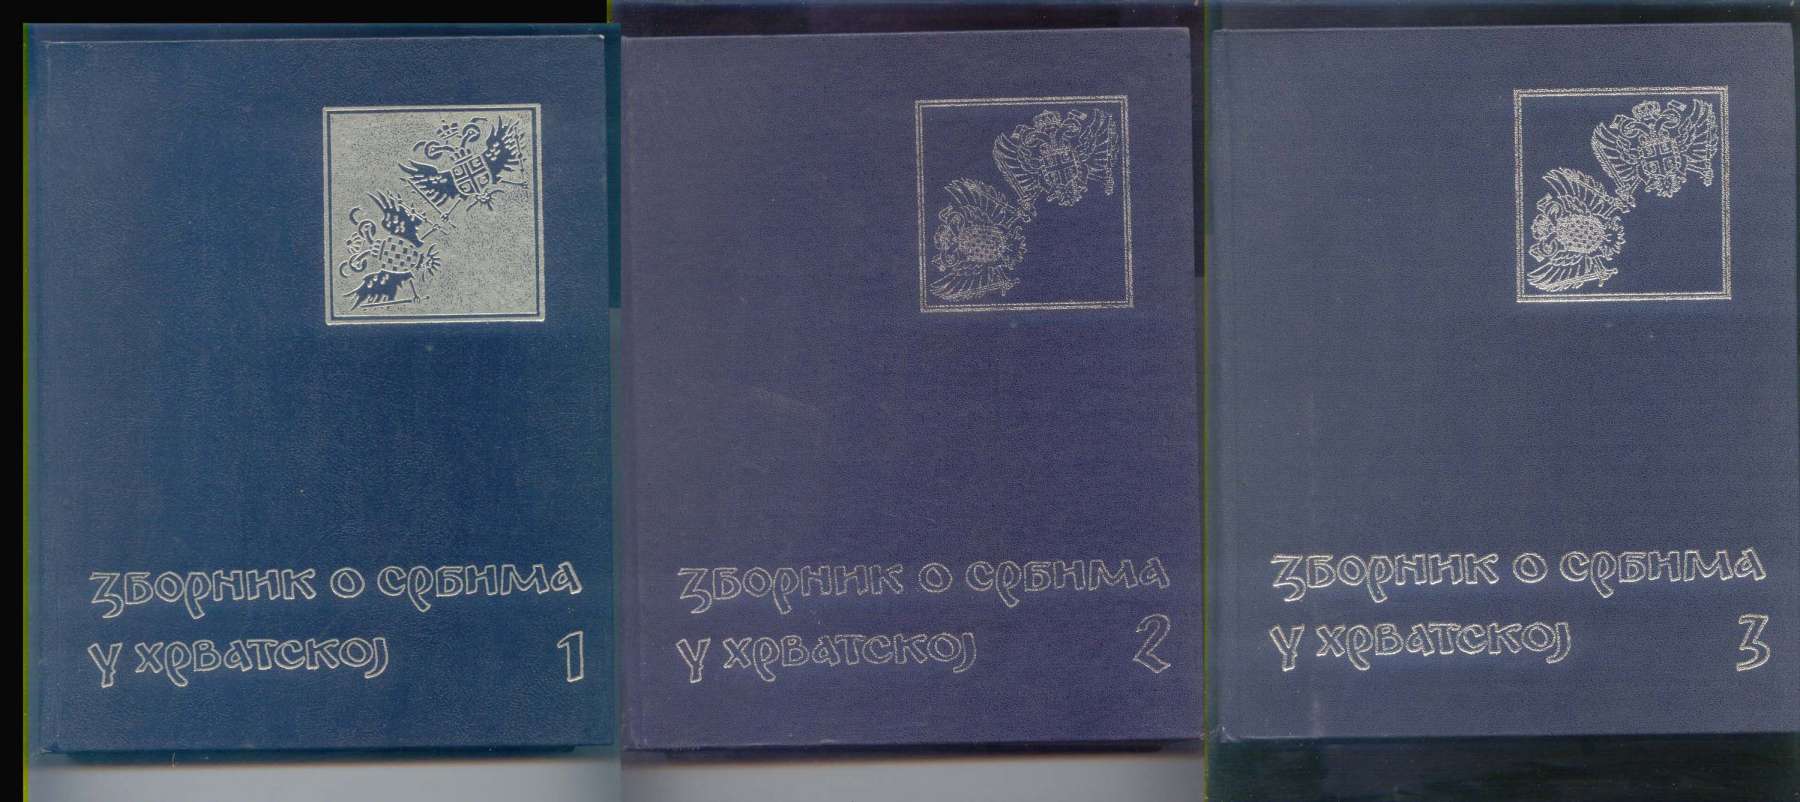 зборник о србима
у хрватској 1
зборник о србима
у хрватској 2
зборник о србима
у хрватској 3